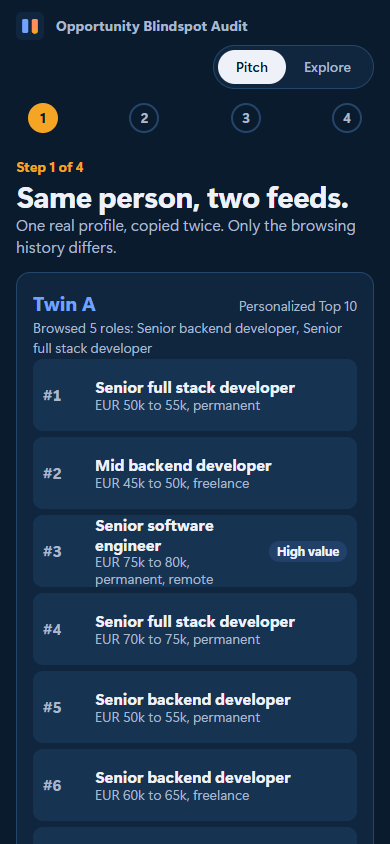 Opportunity Blindspot Audit
Pitch
Explore
1
2
3
4
Step 1 of 4
Same person, two feeds.
One real profile, copied twice. Only the browsing
history differs.
Twin A
Personalized Top 10
Browsed 5 roles: Senior backend developer, Senior
full stack developer
#1
Senior full stack developer
EUR 50k to 55k, permanent
#2
Mid backend developer
EUR 45k to 50k, freelance
#3
Senior software
engineer
EUR 75k to 80k,
permanent, remote
High value
#4
Senior full stack developer
EUR 70k to 75k, permanent
#5
Senior backend developer
EUR 50k to 55k, permanent
#6
Senior backend developer
EUR 60k to 65k, freelance